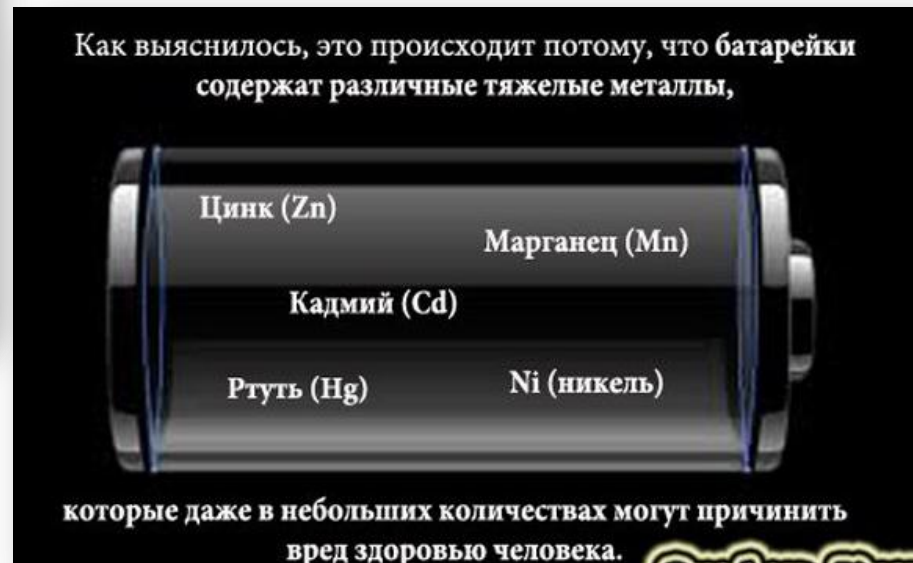 Как выяснилось, это происходит потому, что батарейки
содержат различные тяжелые металлы,
Цинк (Zn)
Марганец (Mn)
Кадмий (Cd)
Ртуть (Hg)
Ni (никель)
которые даже в небольших количествах могут причинить
вред здоровью человека.